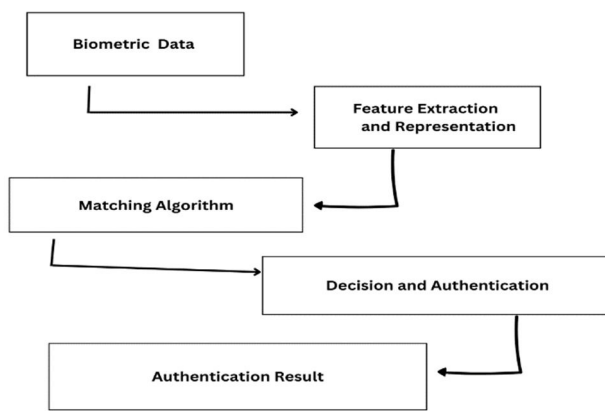 Biometric Data
Feature Extraction
and Representation
Matching Algorithm
Decision and Authentication
Authentication Result